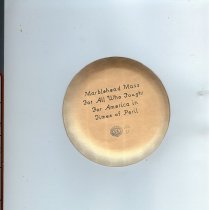 Marblehead Mass
For All Who Fought
For America in
Times of Peril